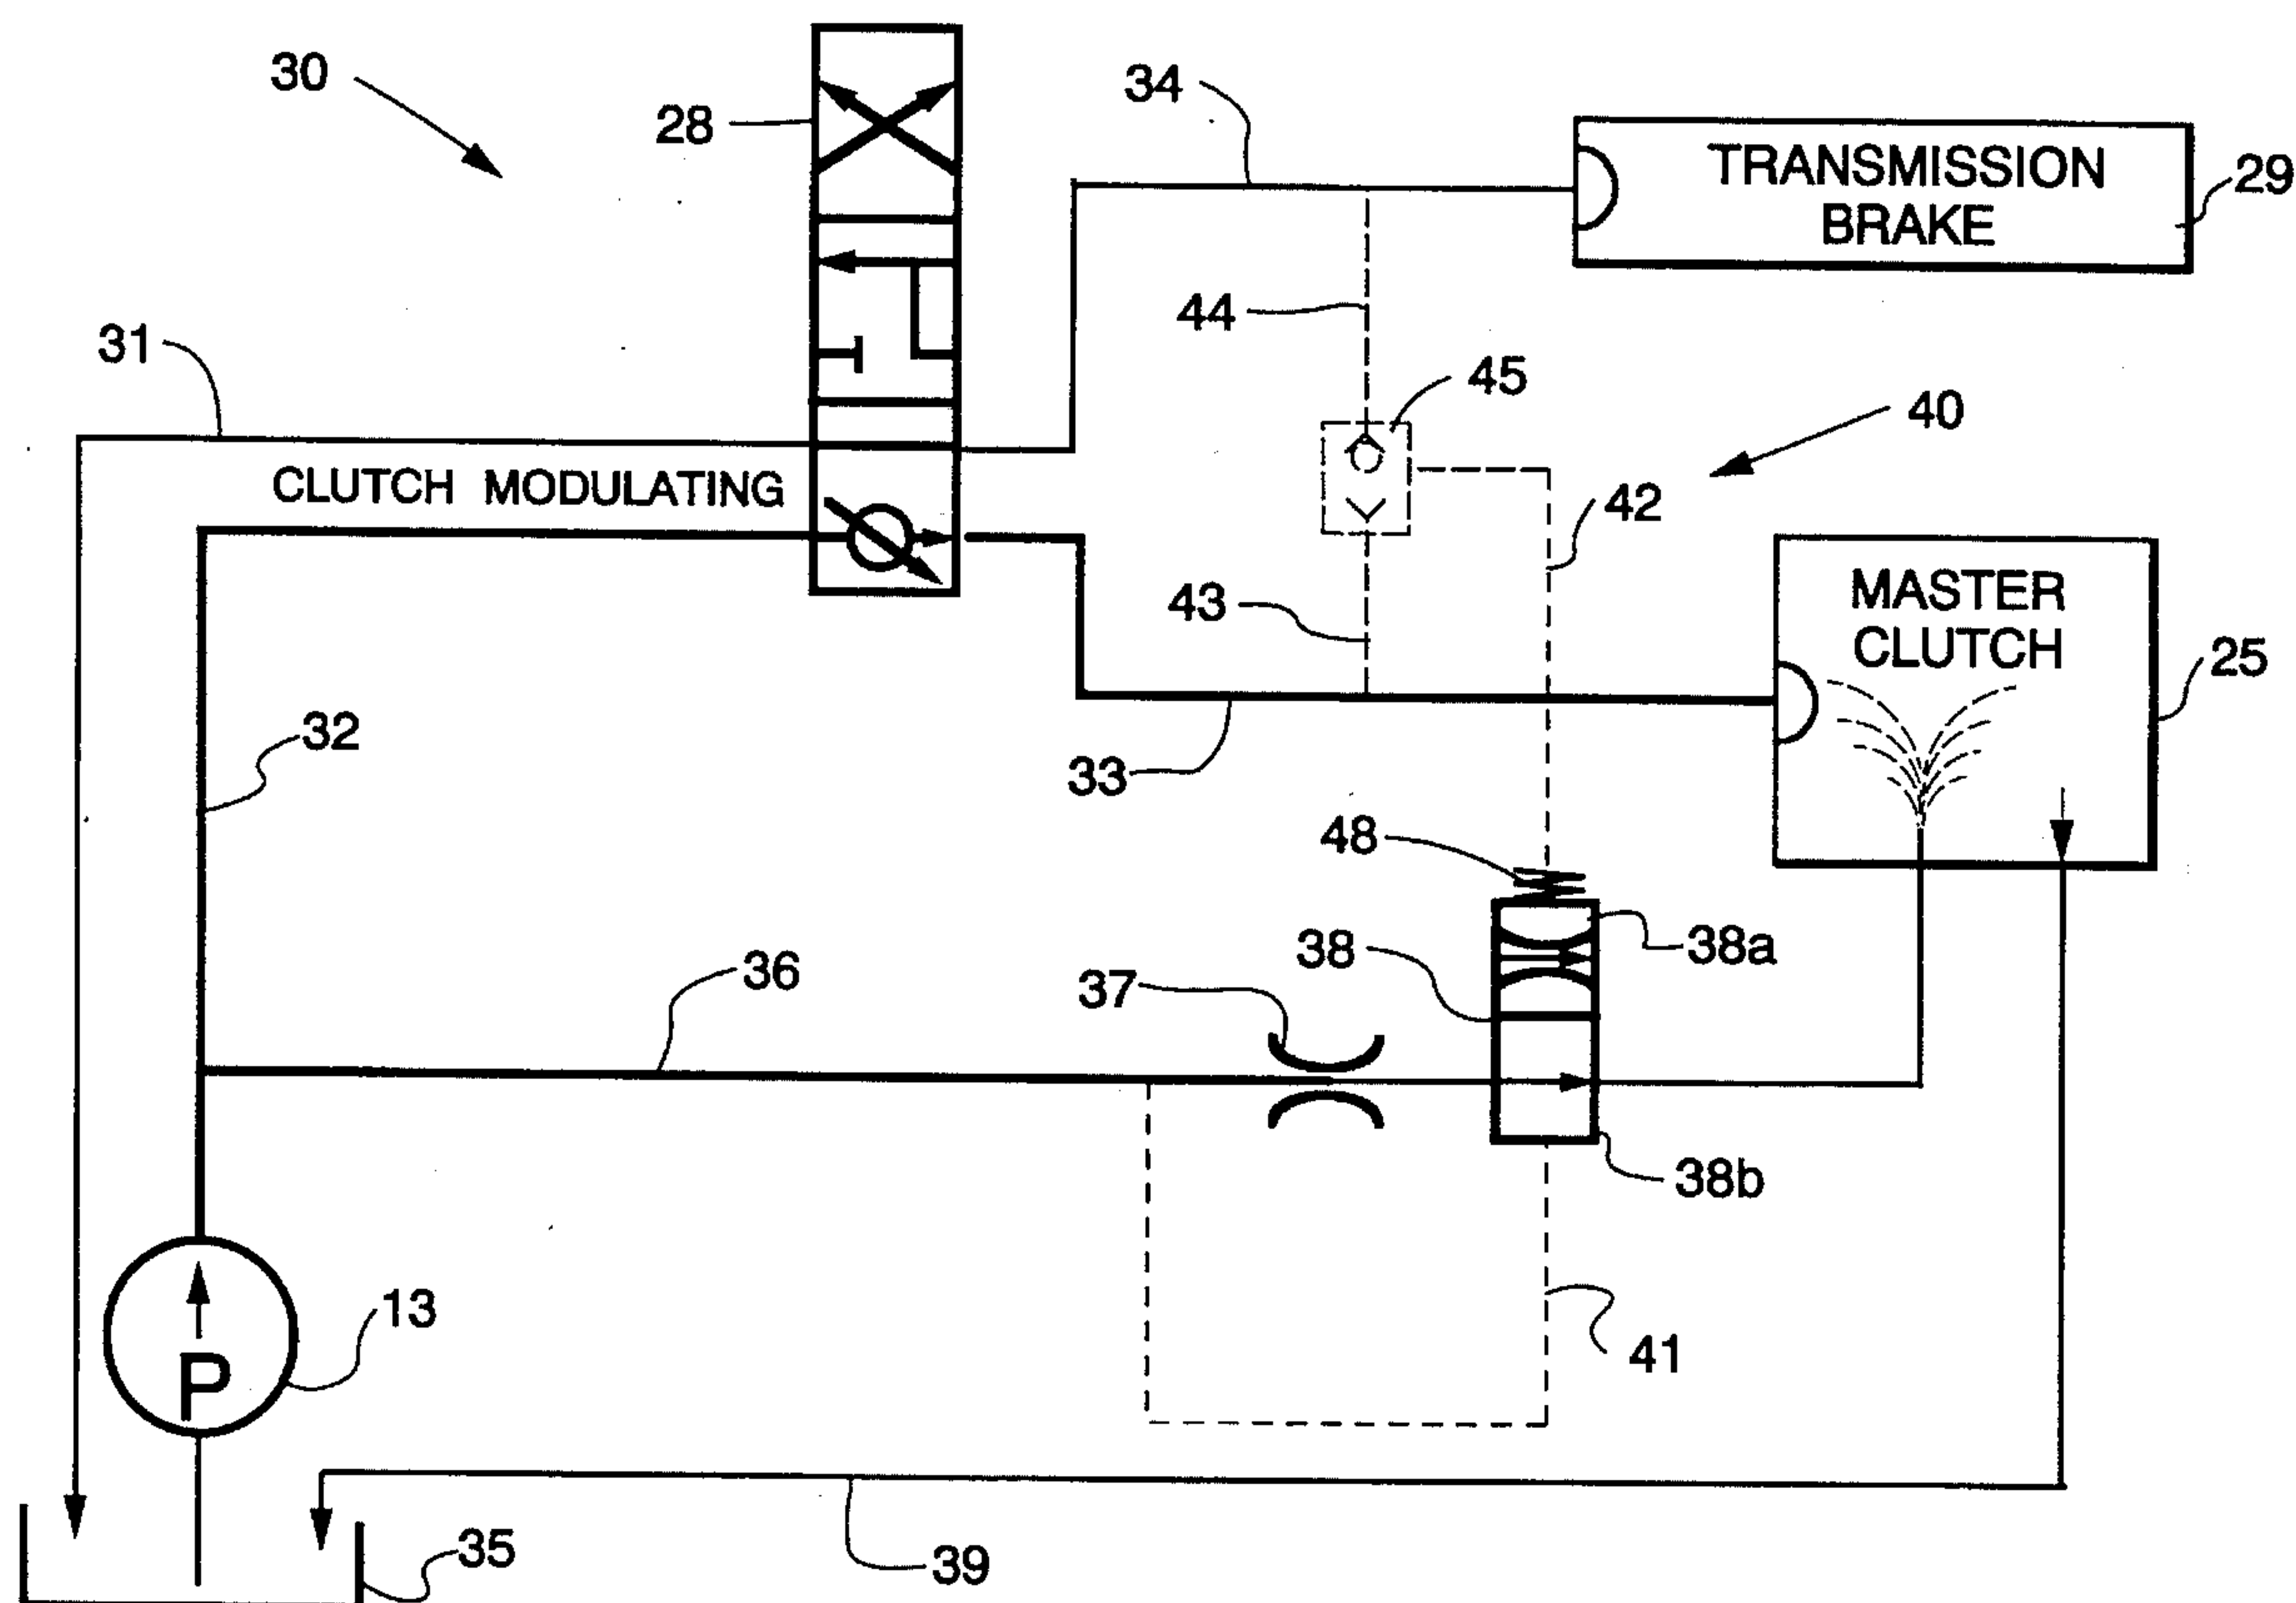 30
28
34
TRANSMISSION
BRAKE
29
31
44
45
40
CLUTCH MODULATING
42
43
MASTER
CLUTCH
25
32
33
48
38a
38
36
37
38b
13
P
41
35
39